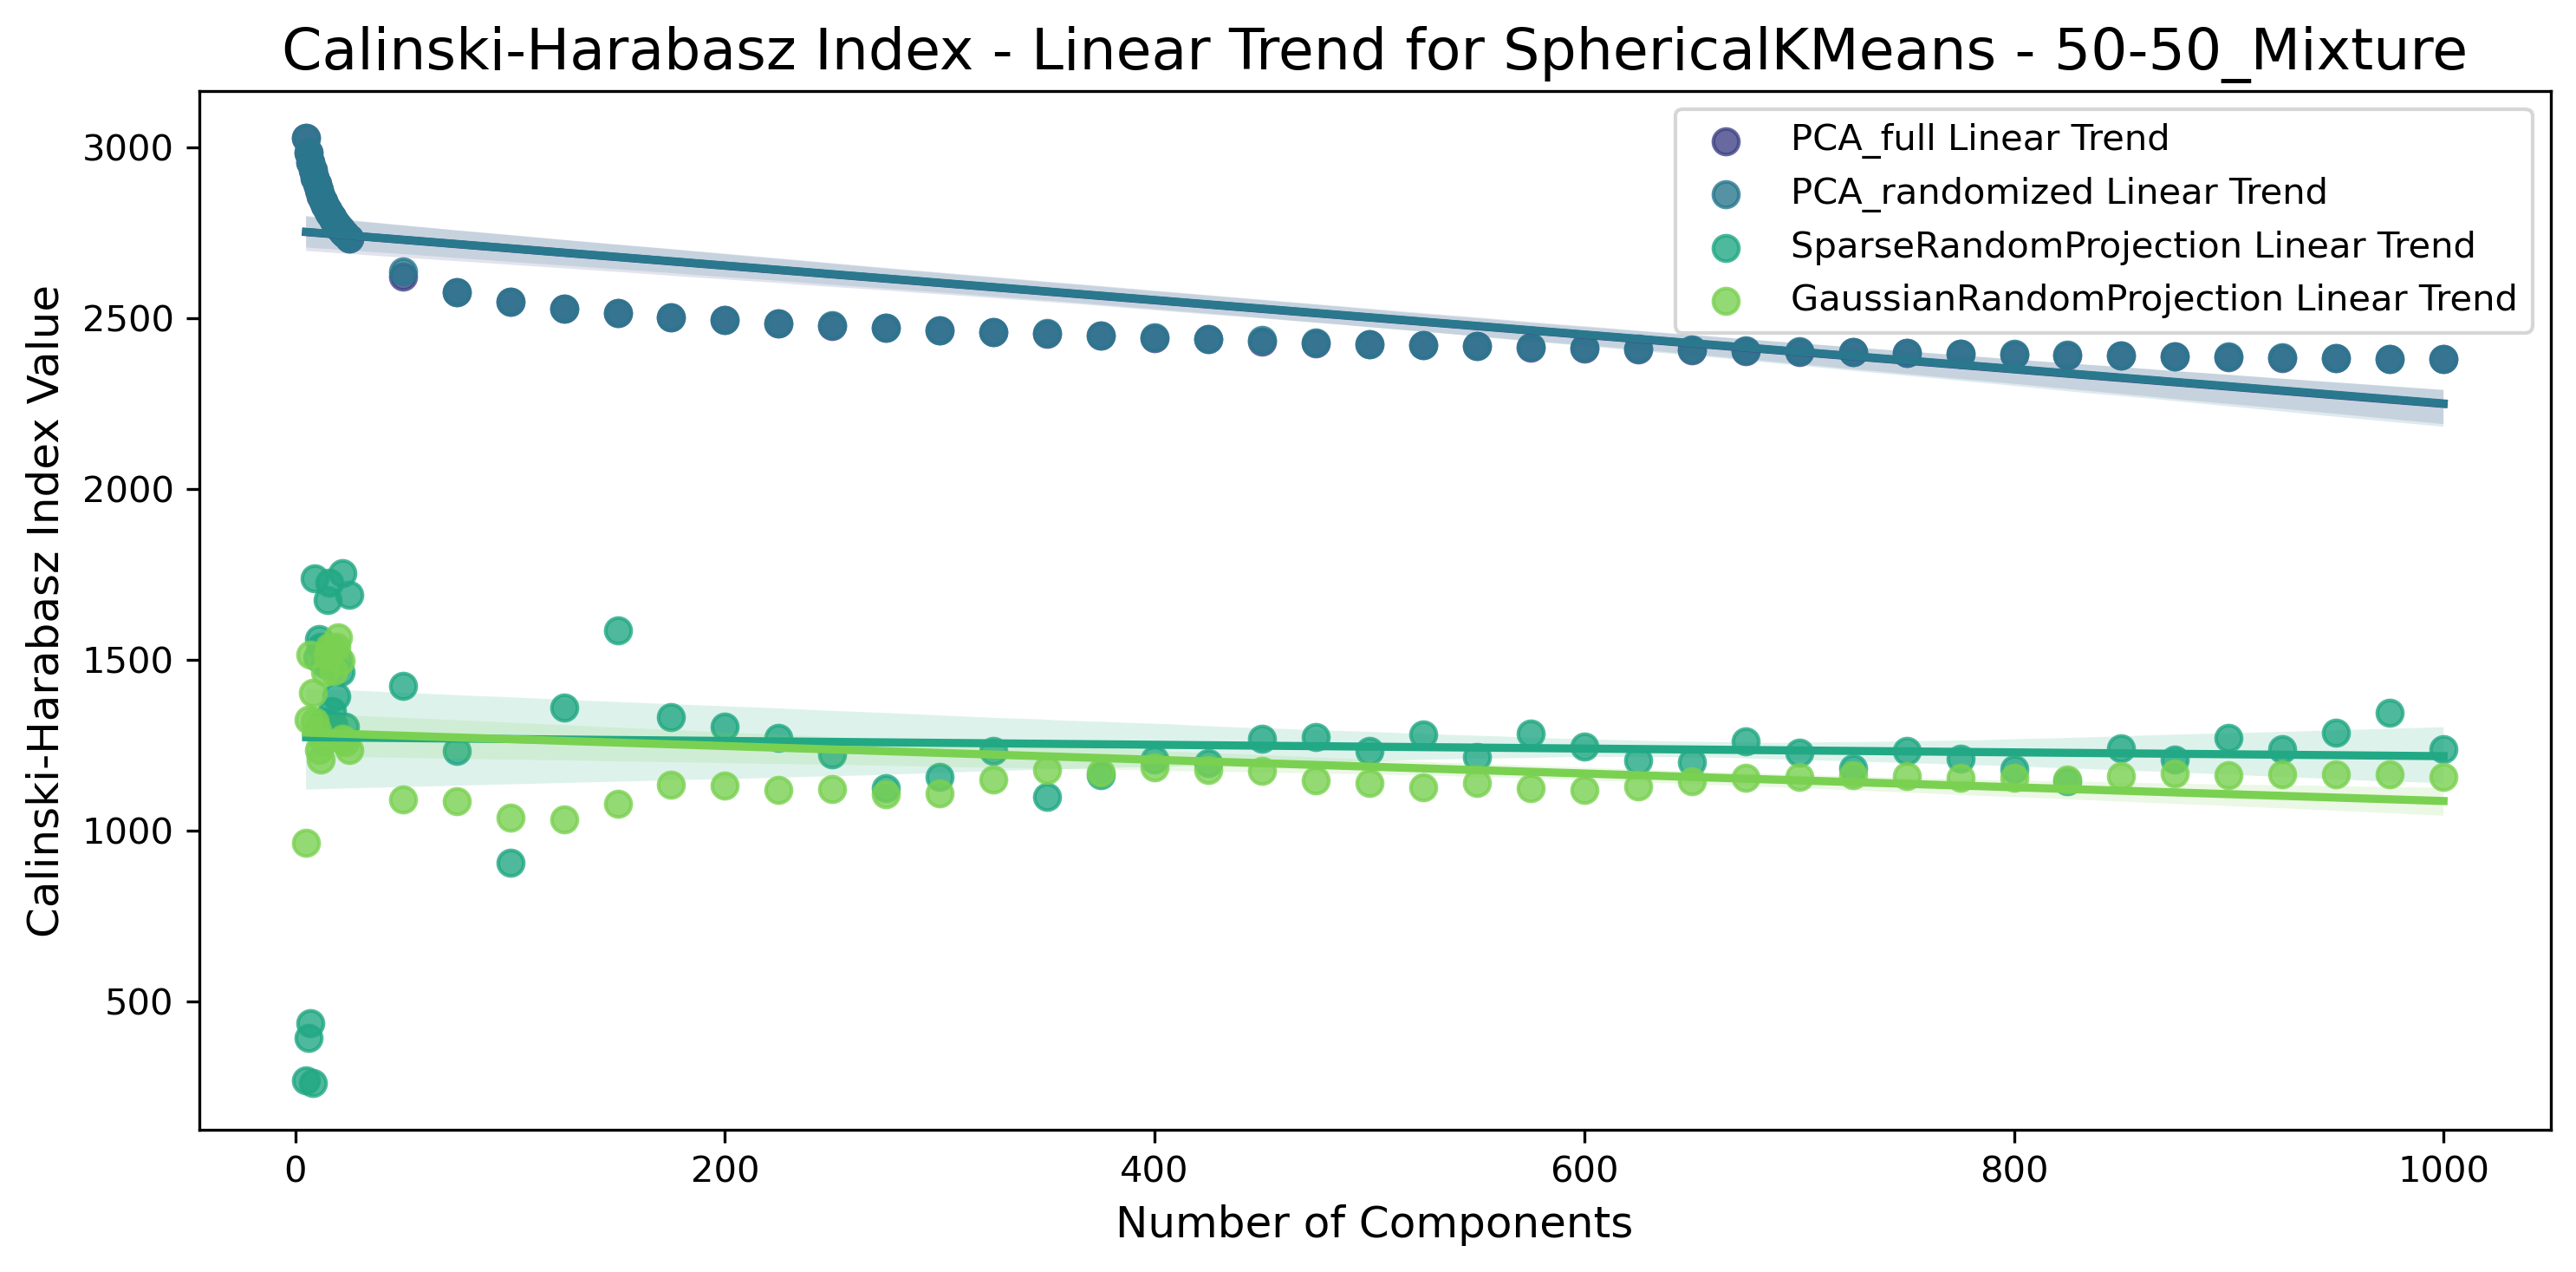 Calinski-Harabasz Index - Linear Trend for SphericalKMeans - 50-50_Mixture
PCA_full Linear Trend
PCA_randomized Linear Trend
SparseRandomProjection Linear Trend
GaussianRandomProjection Linear Trend
Calinski-Harabasz Index Value
3000
2500
2000
1500
1000
500
0
200
400
600
800
1000
Number of Components